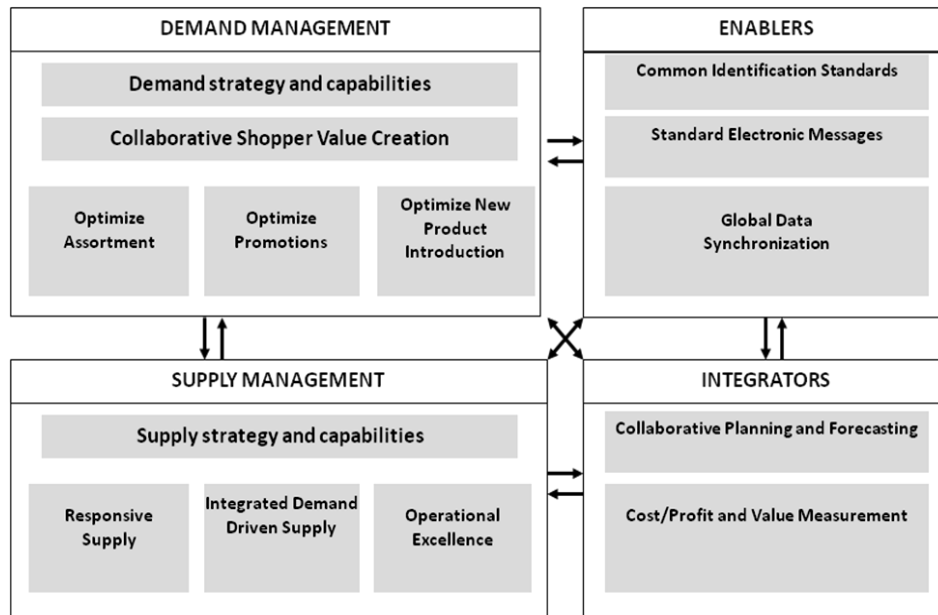 DEMAND MANAGEMENT
Demand strategy and capabilities
Collaborative Shopper Value Creation
Optimize
Assortment
Optimize
Promotions
Optimize New
Product
Introduction
ENABLERS
Common Identification Standards
Standard Electronic Messages
Global Data
Synchronization
SUPPLY MANAGEMENT
Supply strategy and capabilities
Responsive
Supply
Integrated Demand
Driven Supply
Operational
Excellence
INTEGRATORS
Collaborative Planning and Forecasting
Cost/Profit and Value Measurement